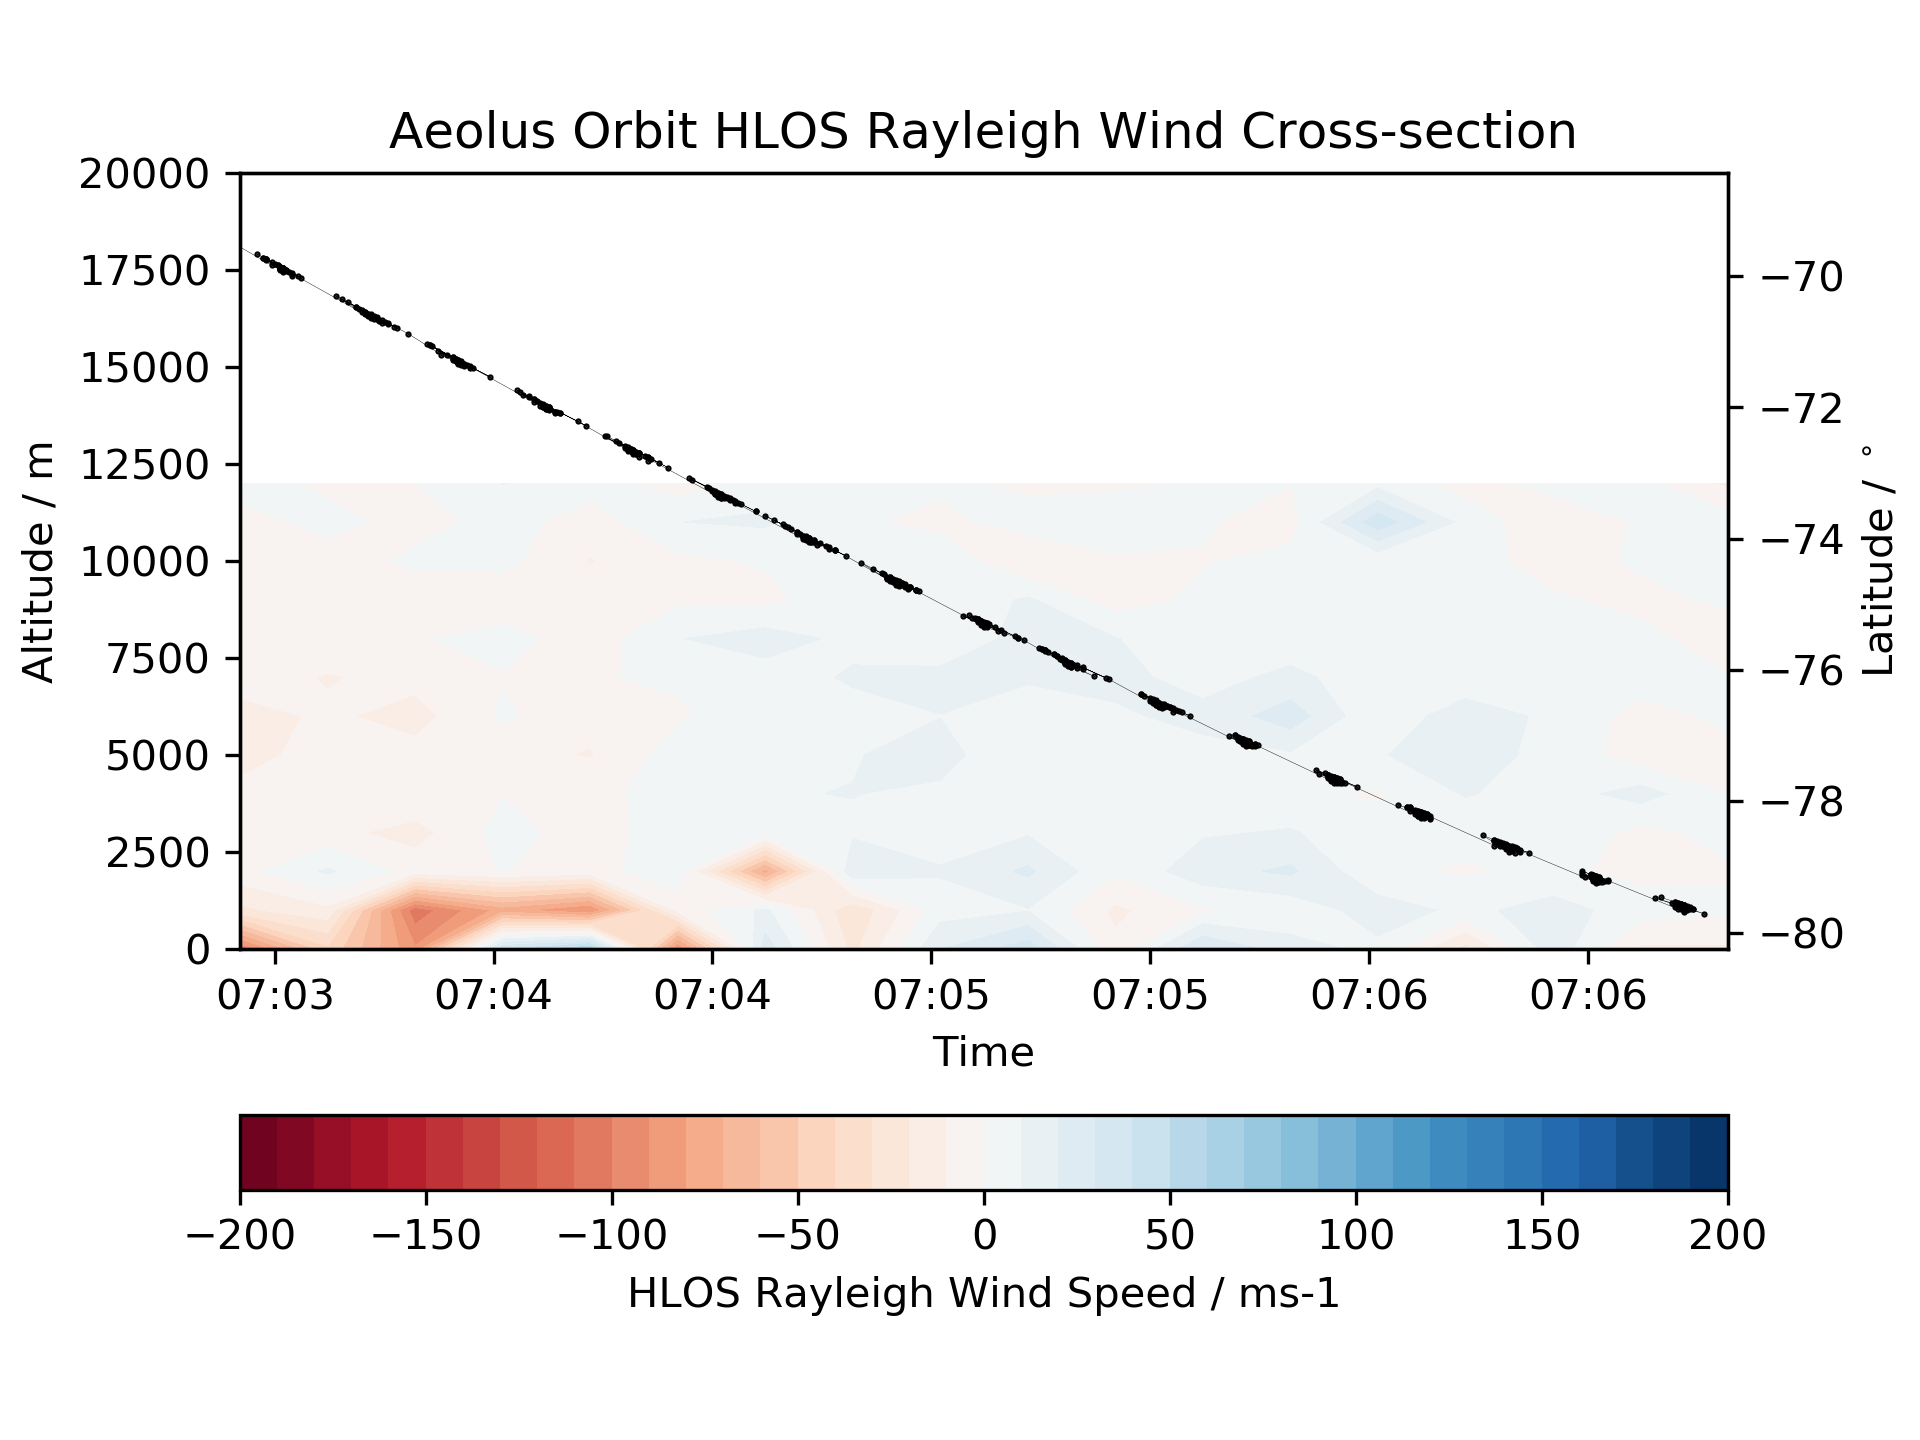 Aeolus Orbit HLOS Rayleigh Wind Cross-section
20000
17500
15000
12500
10000
7500
5000
2500
0
Altitude / m
−70
−72
−74
−76
−78
−80
Latitude / °
07:03 07:04 07:04 07:05 07:05 07:06 07:06
Time
−200 −150 −100 −50 0 50 100 150 200
HLOS Rayleigh Wind Speed / ms-1